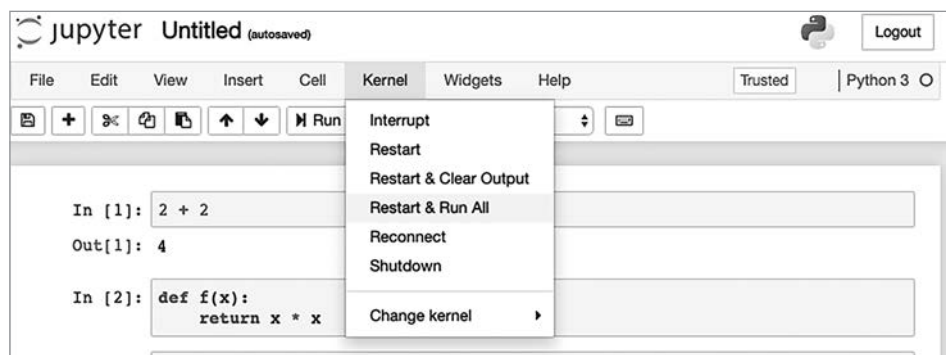 jupyter Untitled (autosaved) Logout
File Edit View Insert Cell Kernel Widgets Help Trusted Python 3
Run
Interrupt
Restart
Restart & Clear Output
Restart & Run All
Reconnect
Shutdown
Change kernel
In [1]: 2 + 2
Out[1]: 4
In [2]: def f(x):
return x * x